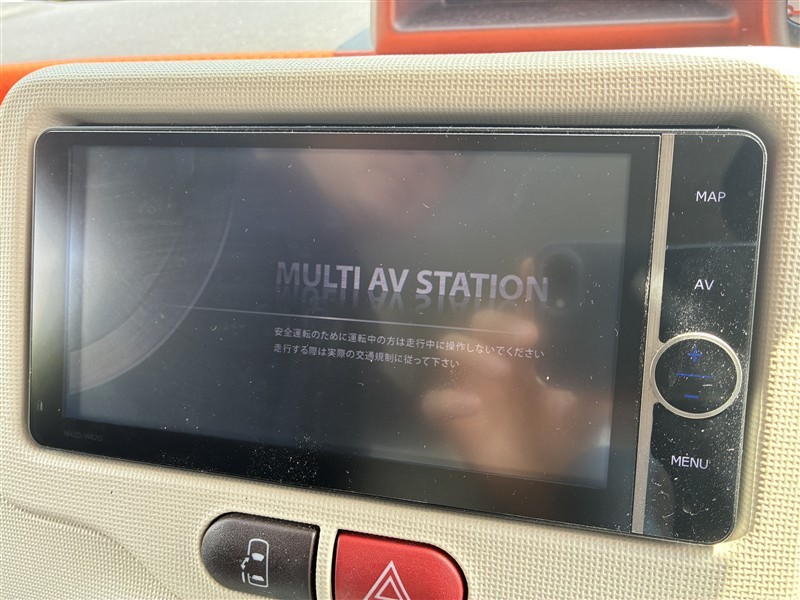 MAP
MULTI AV STATION
AV
安全運転のために運転中の方は走行中に操作しないでください
走行する際は実際の交通規制に従って下さい
+
-
MENU